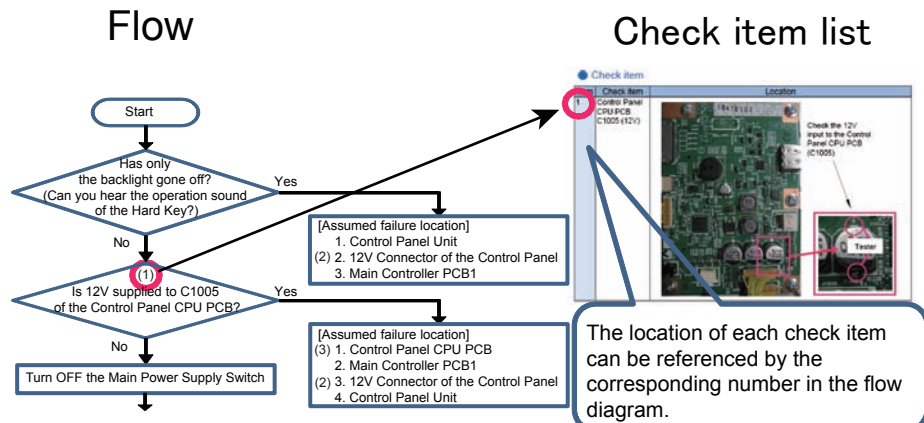 Flow
Check item list
Start
Has only
the backlight gone off?
(Can you hear the operation sound
of the Hard Key?)
Yes
No
[Assumed failure location]
1. Control Panel Unit
(2) 2. 12V Connector of the Control Panel
3. Main Controller PCB1
(1)
Is 12V supplied to C1005
of the Control Panel CPU PCB?
Yes
No
[Assumed failure location]
(3) 1. Control Panel CPU PCB
2. Main Controller PCB1
(2) 3. 12V Connector of the Control Panel
4. Control Panel Unit
Turn OFF the Main Power Supply Switch
Check item
Check item
Location
1
Control Panel
CPU PCB
C1005 (12V)
Check the 12V
input to the Control
Panel CPU PCB
(C1005)
Tester
The location of each check item
can be referenced by the
corresponding number in the flow
diagram.